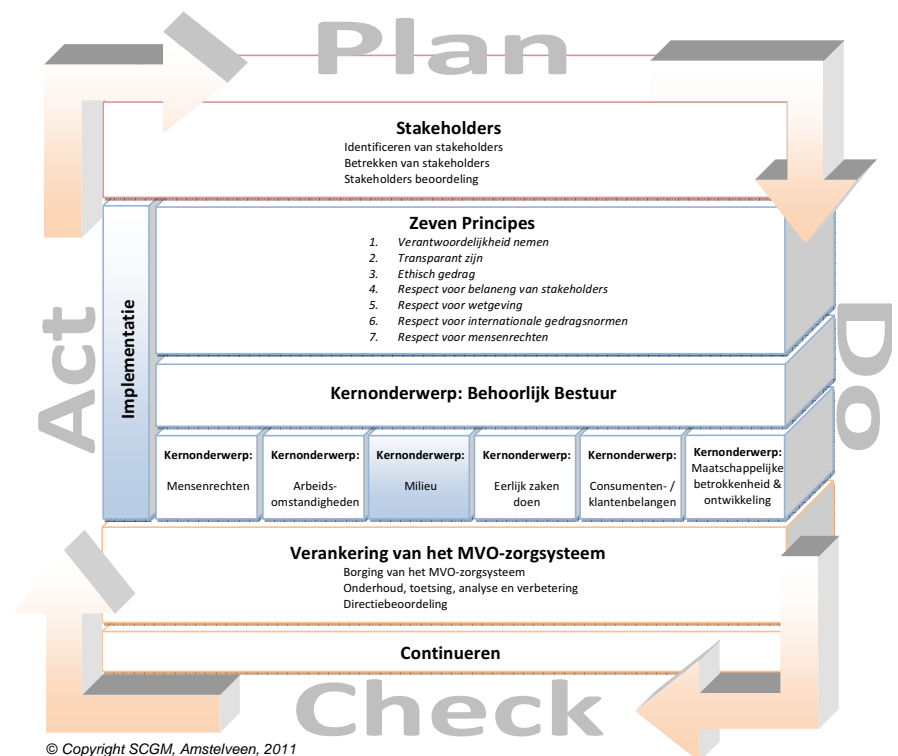 Plan
Stakeholders
Identificeren van stakeholders
Betrekken van stakeholders
Stakeholders beoordeling
Zeven Principes
1. Verantwoordelijkheid nemen
2. Transparant zijn
3. Ethisch gedrag
4. Respect voor belaneng van stakeholders
5. Respect voor wetgeving
6. Respect voor internationale gedragsnormen
7. Respect voor mensenrechten
Act
Implementatie
Do
Kernonderwerp: Behoorlijk Bestuur
Kernonderwerp:
Mensenrechten
Kernonderwerp:
Arbeids-
omstandigheden
Kernonderwerp:
Milieu
Kernonderwerp:
Eerlijk zaken
doen
Kernonderwerp:
Consumenten- /
klantenbelangen
Kernonderwerp:
Maatschappelijke
betrokkenheid &
ontwikkeling
Verankering van het MVO-zorgsysteem
Borging van het MVO-zorgsysteem
Onderhoud, toetsing, analyse en verbetering
Directiebeoordeling
Continueren
Check
© Copyright SCGM, Amstelveen, 2011